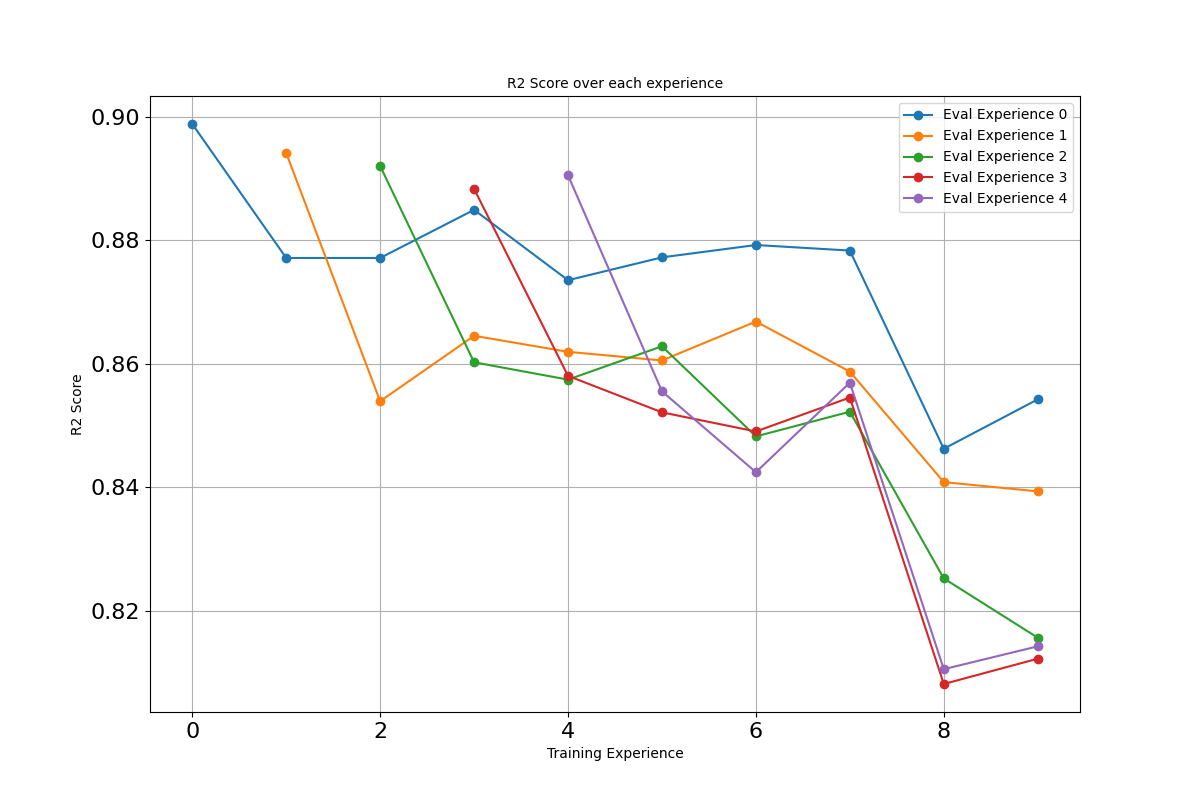 R2 Score over each experience
0.90
0.88
0.86
0.84
0.82
R2 Score
Eval Experience 0
Eval Experience 1
Eval Experience 2
Eval Experience 3
Eval Experience 4
0 2 4 6 8
Training Experience